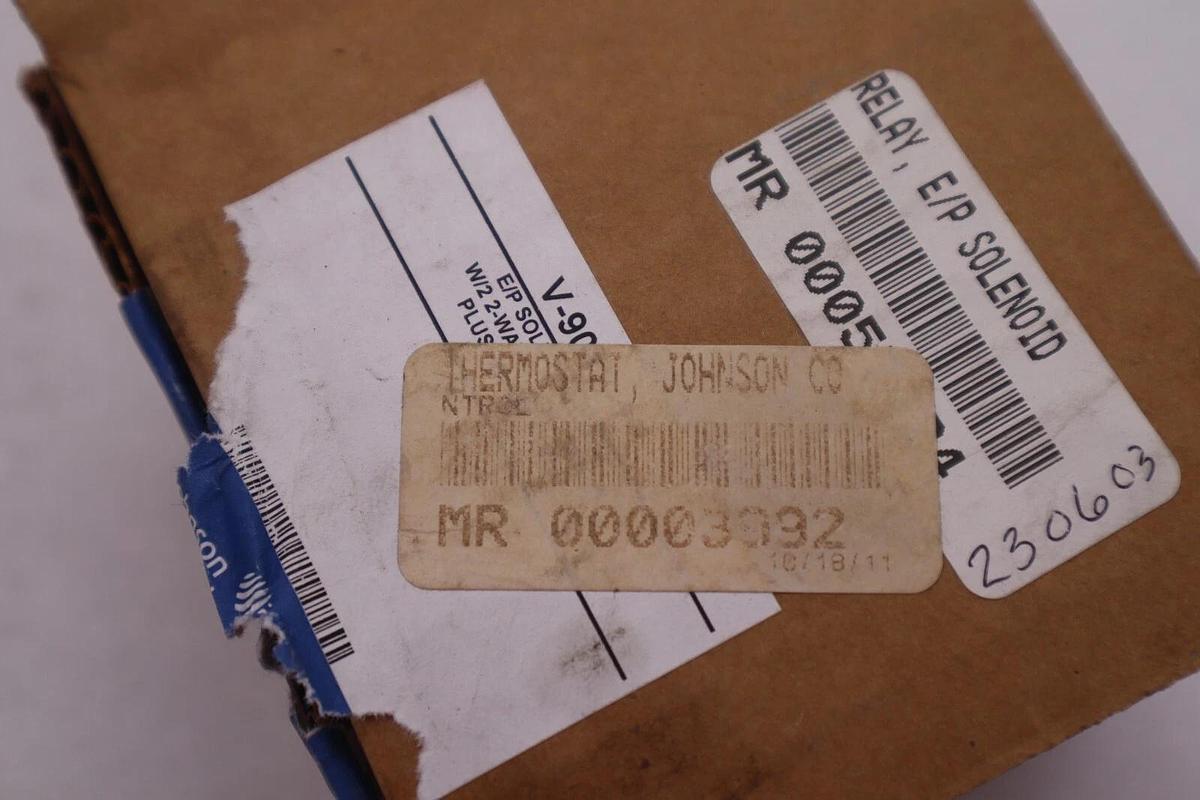 RELAY, E/P SOLENOID
MR 0005
230603
V-90
E/P SOL
W/2 2-WA
PLUS
THERMOSTAT, JOHNSON CO
NTROL
MR 00003992
10/18/11